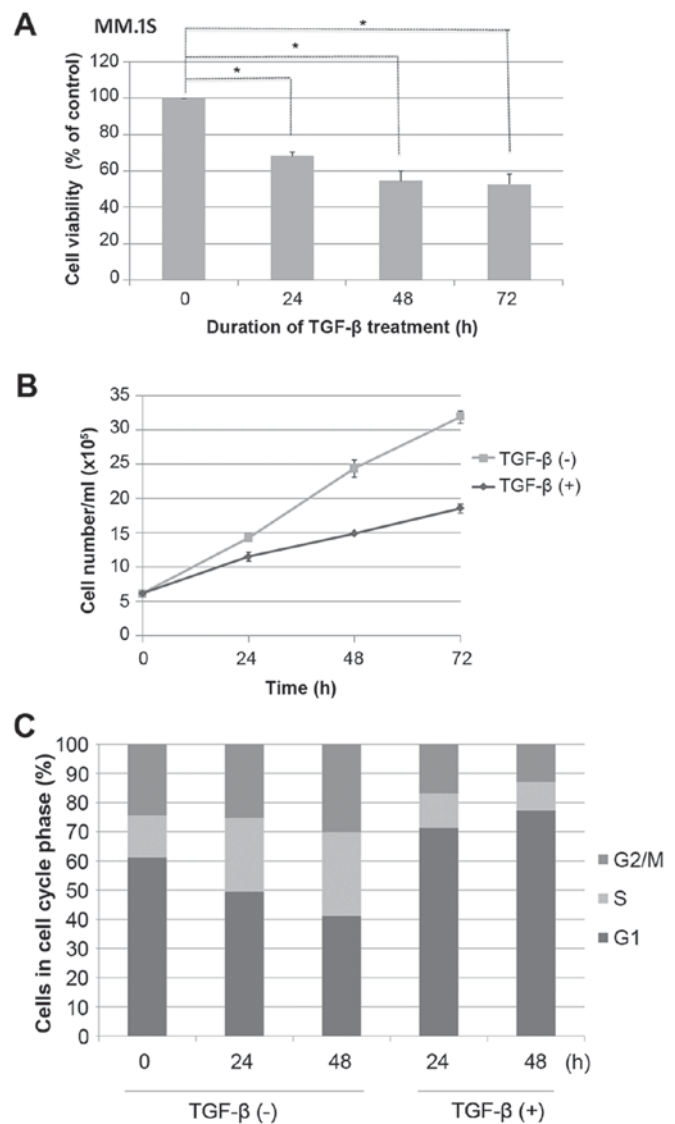 A
MM.1S
*
*
*
Cell viability (% of control)
120
100
80
60
40
20
0
0 24 48 72
Duration of TGF-β treatment (h)
B
Cell number/ml (x10⁵)
35
30
25
20
15
10
5
0
0 24 48 72
Time (h)
TGF-β (-)
TGF-β (+)
C
Cells in cell cycle phase (%)
100
90
80
70
60
50
40
30
20
10
0
0 24 48 24 48 (h)
TGF-β (-) TGF-β (+)
G2/M
S
G1